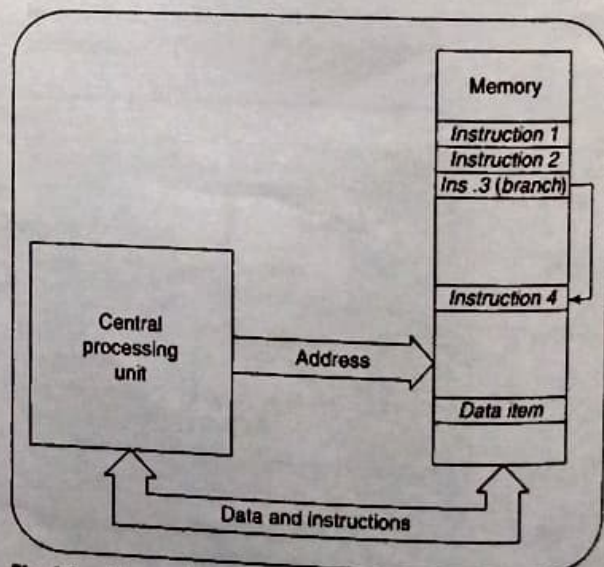 Memory
Instruction 1
Instruction 2
Ins .3 (branch)
Instruction 4
Central
processing
unit
Address
Data item
Data and instructions